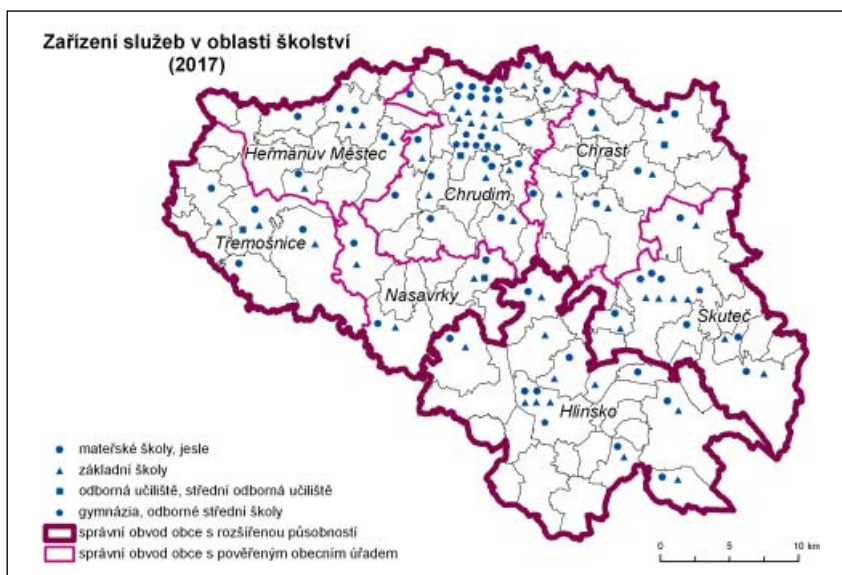 Zařízení služeb v oblasti školství
(2017)
Heřmanův Městec
Chrast
Chrudim
Třemošnice
Nasavrky
Skuteč
Hlinsko
mateřské školy, jesle
základní školy
odborná učiliště, střední odborná učiliště
gymnázia, odborné střední školy
správní obvod obce s rozšířenou působností
správní obvod obce s pověřeným obecním úřadem
0 5 10 km